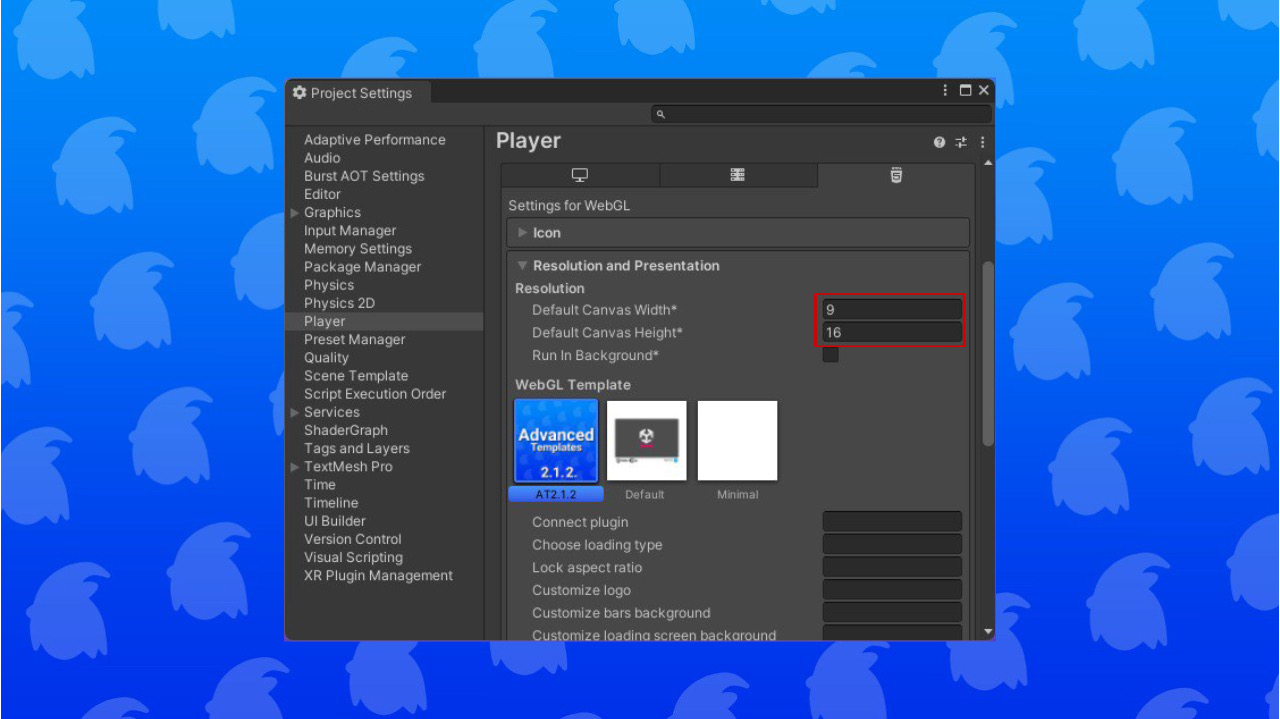 Project Settings
Adaptive Performance
Audio
Burst AOT Settings
Editor
Graphics
Input Manager
Memory Settings
Package Manager
Physics
Physics 2D
Player
Preset Manager
Quality
Scene Template
Script Execution Order
Services
ShaderGraph
Tags and Layers
TextMesh Pro
Time
Timeline
UI Builder
Version Control
Visual Scripting
XR Plugin Management
Player
Settings for WebGL
Icon
Resolution and Presentation
Resolution
Default Canvas Width* 9
Default Canvas Height* 16
Run In Background*
WebGL Template
Advanced
Templates
2.1.2.
AT2.1.2 Default Minimal
Connect plugin
Choose loading type
Lock aspect ratio
Customize logo
Customize bars background
Customize loading screen background